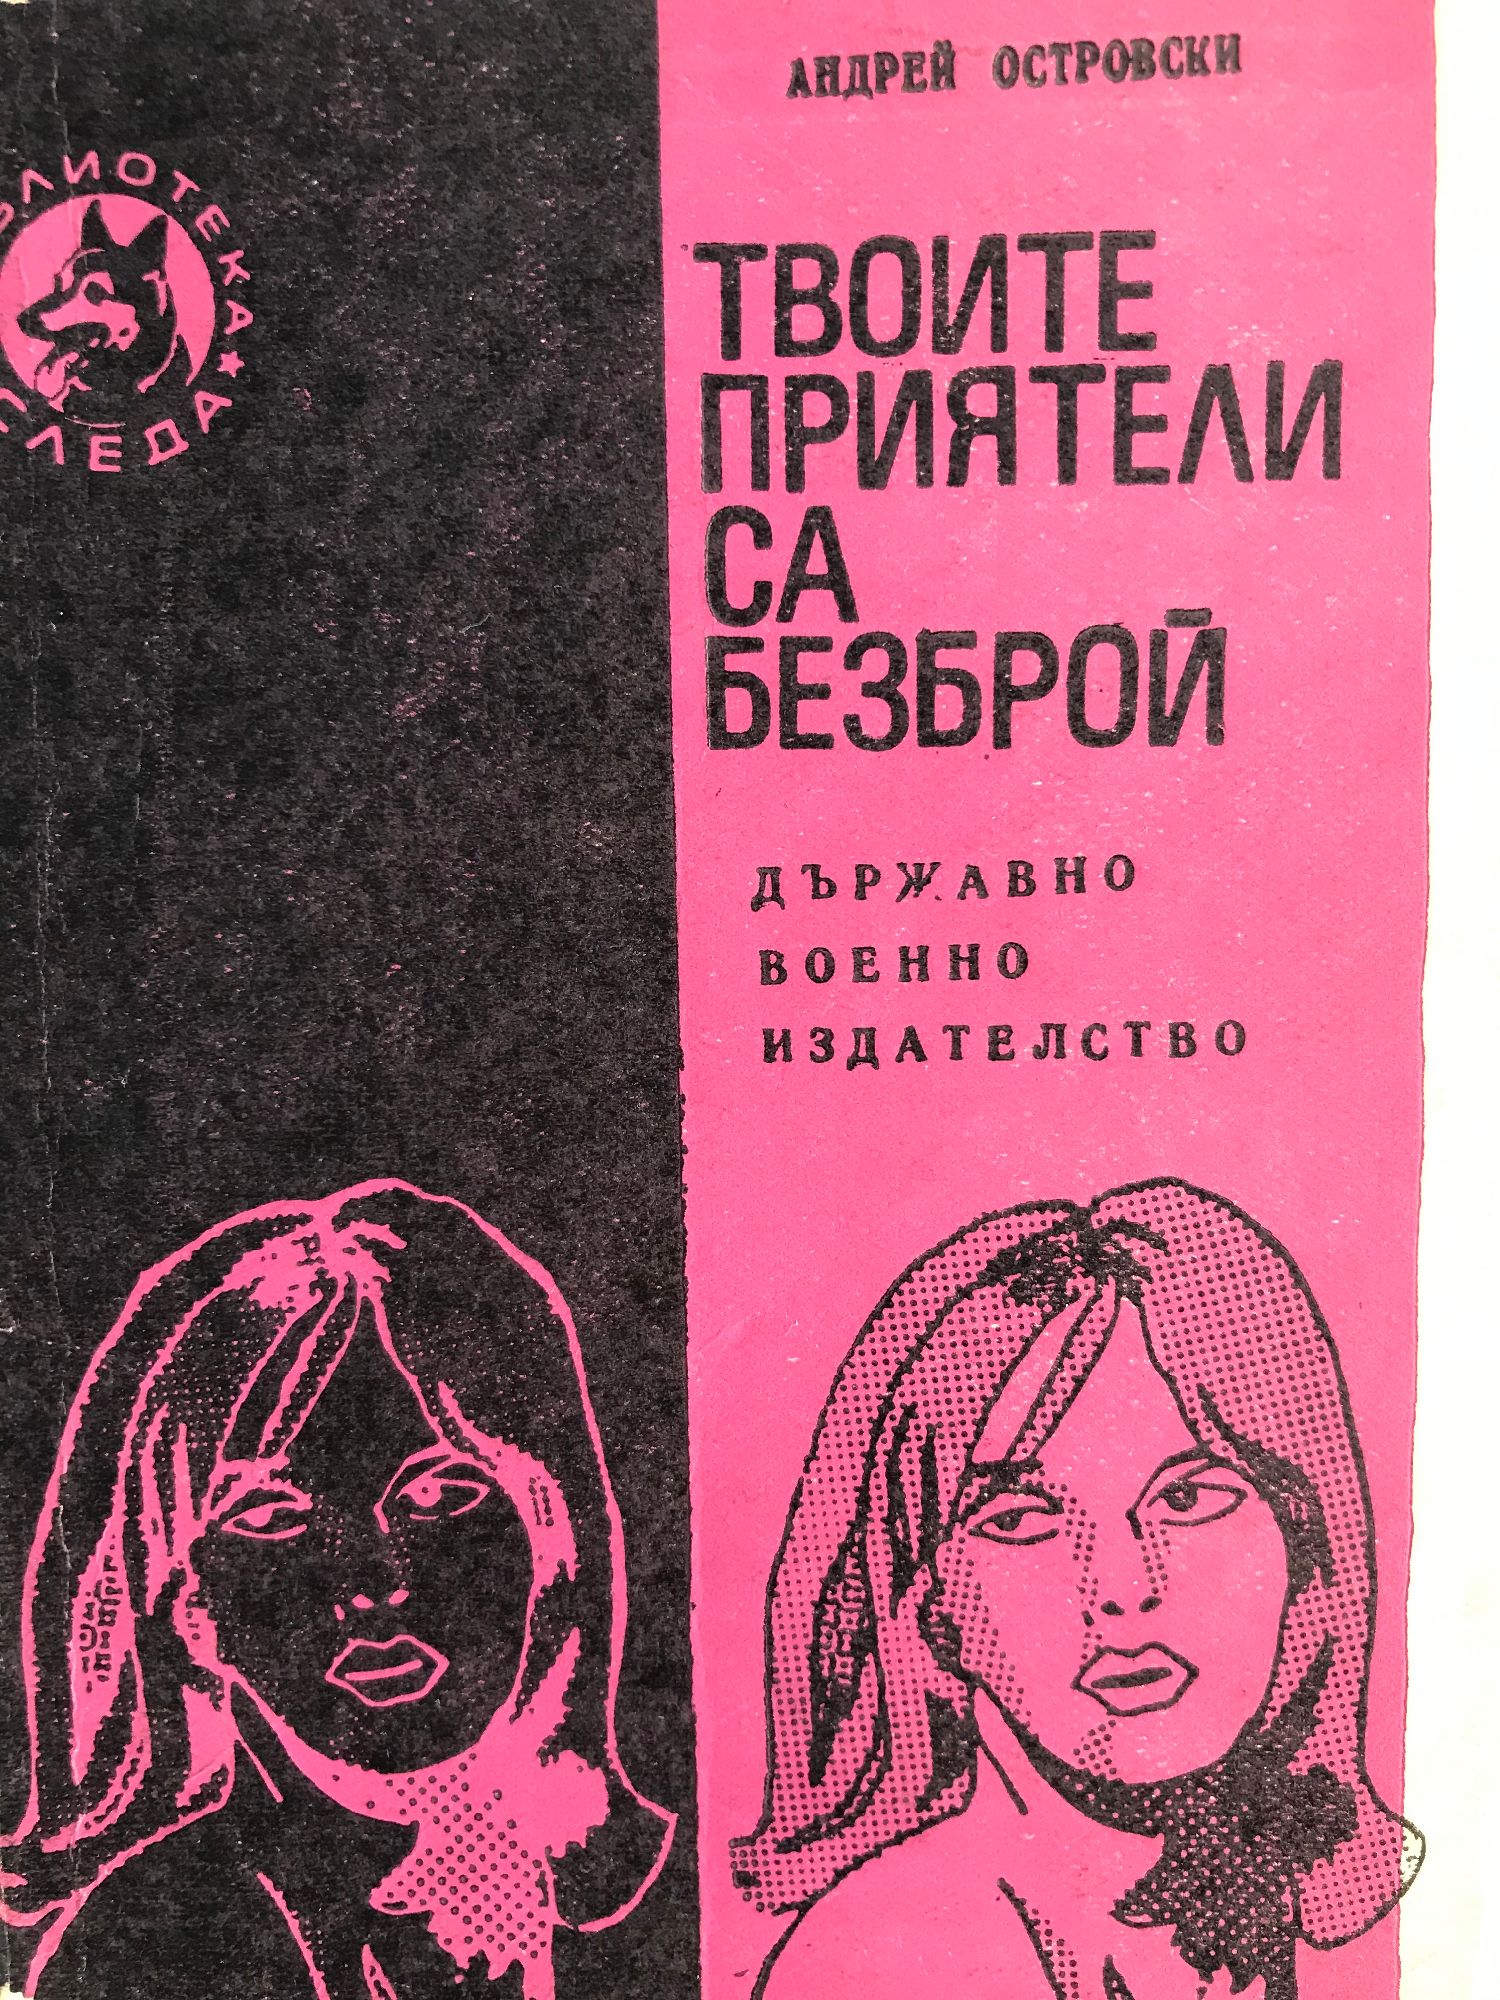 АНДРЕЙ ОСТРОВСКИ
ТВОИТЕ
ПРИЯТЕЛИ
СА
БЕЗБРОЙ
ДЪРЖАВНО
ВОЕННО
ИЗДАТЕЛСТВО